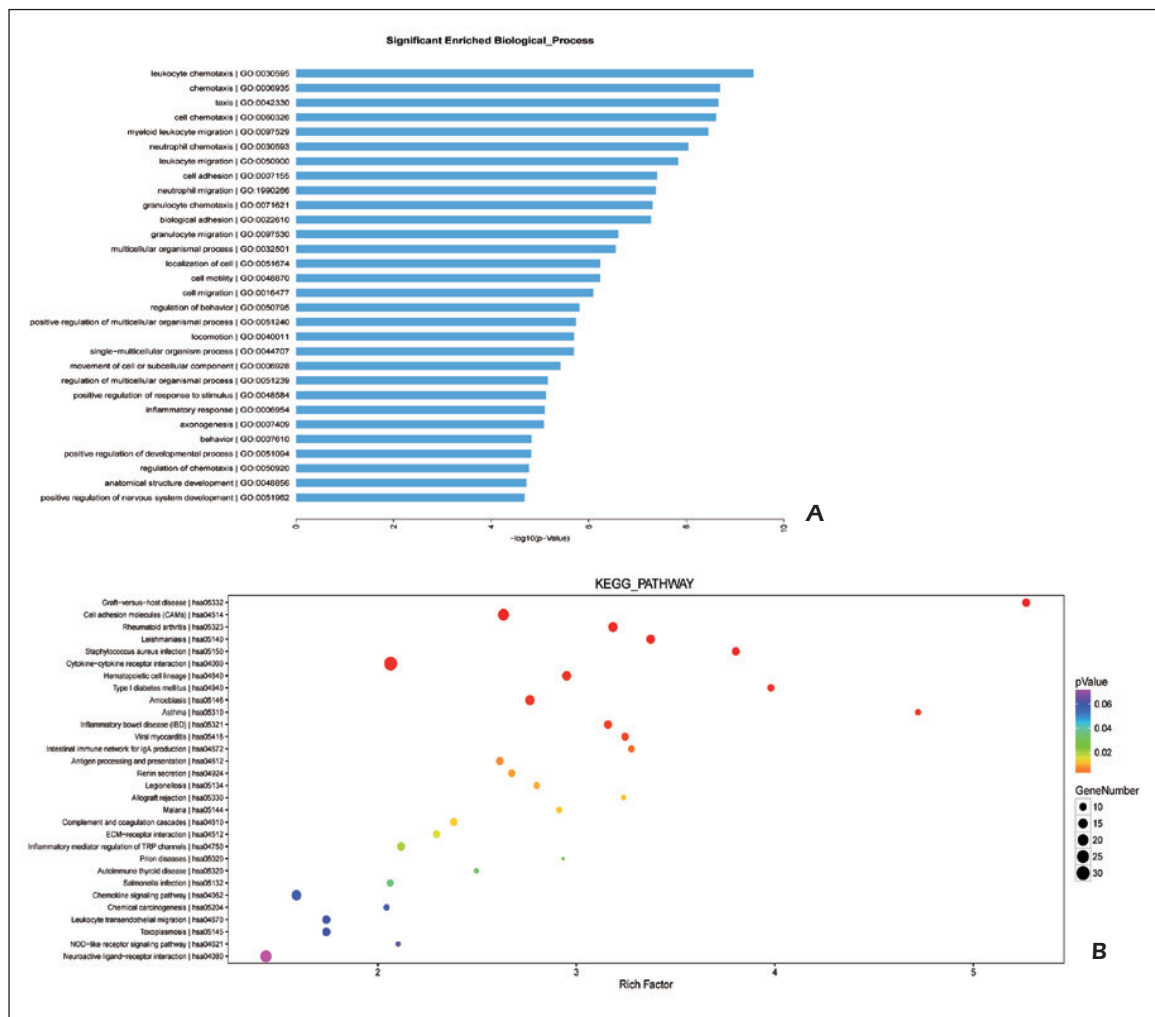 Significant Enriched Biological_Process
leukocyte chemotaxis | GO:0030595
chemotaxis | GO:0006935
taxis | GO:0042330
cell chemotaxis | GO:0060326
myeloid leukocyte migration | GO:0097529
neutrophil chemotaxis | GO:0030593
leukocyte migration | GO:0050900
cell adhesion | GO:0007155
neutrophil migration | GO:1990266
granulocyte chemotaxis | GO:0071621
biological adhesion | GO:0022610
granulocyte migration | GO:0097530
multicellular organismal process | GO:0032501
localization of cell | GO:0051674
cell motility | GO:0048870
cell migration | GO:0016477
regulation of behavior | GO:0050795
positive regulation of multicellular organismal process | GO:0051240
locomotion | GO:0040011
single-multicellular organism process | GO:0044707
movement of cell or subcellular component | GO:0006928
regulation of multicellular organismal process | GO:0051239
positive regulation of response to stimulus | GO:0048584
inflammatory response | GO:0006954
axonogenesis | GO:0007409
behavior | GO:0007610
positive regulation of developmental process | GO:0051094
regulation of chemotaxis | GO:0050920
anatomical structure development | GO:0048856
positive regulation of nervous system development | GO:0051962
0 2 4 6 8 10
-log10(p-Value)
A
KEGG_PATHWAY
Graft-versus-host disease | hsa05332
Cell adhesion molecules (CAMs) | hsa04514
Rheumatoid arthritis | hsa05323
Leishmaniasis | hsa05140
Staphylococcus aureus infection | hsa05150
Cytokine-cytokine receptor interaction | hsa04060
Hematopoietic cell lineage | hsa04640
Type I diabetes mellitus | hsa04940
Amoebiasis | hsa05146
Asthma | hsa05310
Inflammatory bowel disease (IBD) | hsa05321
Viral myocarditis | hsa05416
Intestinal immune network for IgA production | hsa04672
Antigen processing and presentation | hsa04612
Renin secretion | hsa04924
Legionellosis | hsa05134
Allograft rejection | hsa05330
Malaria | hsa05144
Complement and coagulation cascades | hsa04610
ECM-receptor interaction | hsa04512
Inflammatory mediator regulation of TRP channels | hsa04750
Prion diseases | hsa05020
Autoimmune thyroid disease | hsa05320
Salmonella infection | hsa05132
Chemokine signaling pathway | hsa04062
Chemical carcinogenesis | hsa05204
Leukocyte transendothelial migration | hsa04670
Toxoplasmosis | hsa05145
NOD-like receptor signaling pathway | hsa04621
Neuroactive ligand-receptor interaction | hsa04080
2 3 4 5
Rich Factor
pValue
0.06
0.04
0.02
GeneNumber
10
15
20
25
30
B